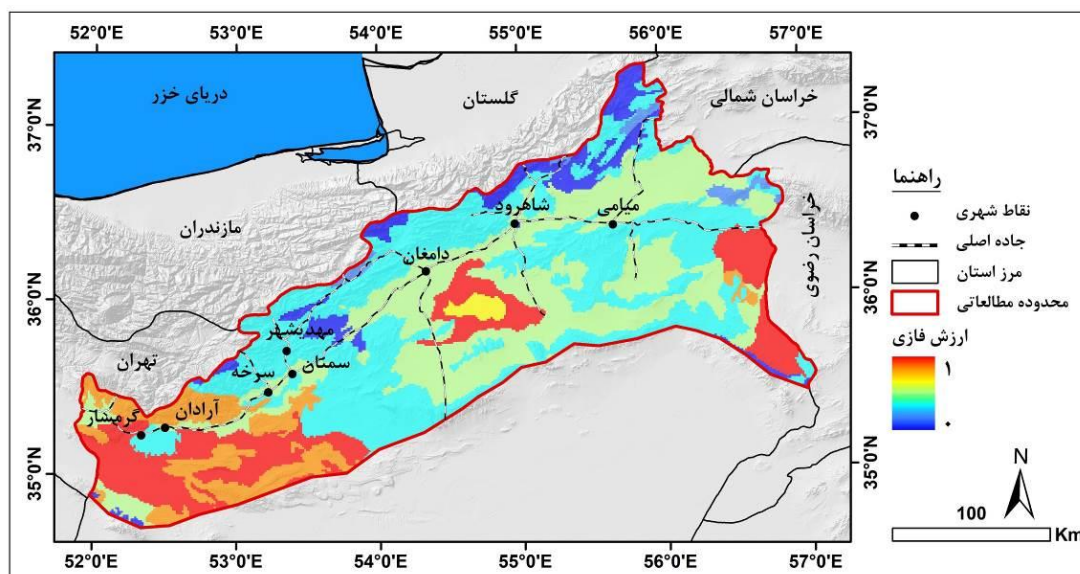 52°0'E 53°0'E 54°0'E 55°0'E 56°0'E 57°0'E
37°0'N
36°0'N
35°0'N
37°0'N
36°0'N
35°0'N
دریای خزر
گلستان
خراسان شمالی
مازندران
خراسان رضوی
تهران
شاهرود
میامی
دامغان
مهدیشهر
سمنان
سرخه
آرادان
گرمسار
راهنما
نقاط شهری
جاده اصلی
مرز استان
محدوده مطالعاتی
ارزش فازی
۱
۰
N
100
Km
52°0'E 53°0'E 54°0'E 55°0'E 56°0'E 57°0'E